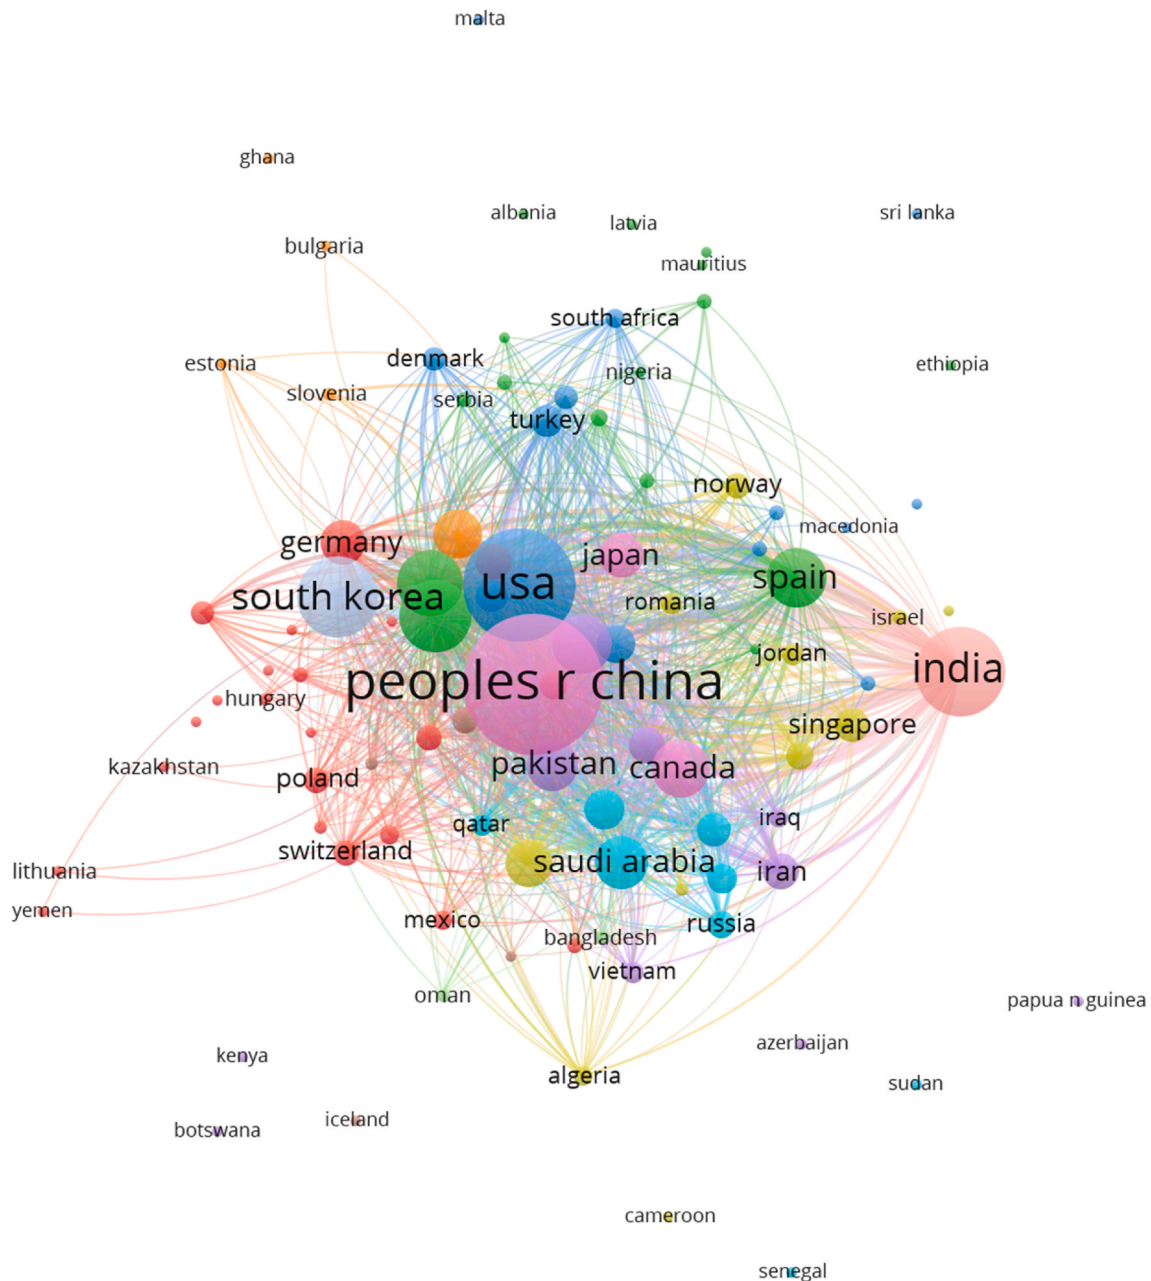 malta
ghana
albania
latvia
sri lanka
bulgaria
mauritius
south africa
denmark
estonia
nigeria
ethiopia
slovenia
serbia
turkey
norway
macedonia
germany
japan
spain
usa
south korea
romania
israel
jordan
india
peoples r china
hungary
singapore
kazakhstan
poland
pakistan
canada
qatar
iraq
switzerland
saudi arabia
iran
lithuania
yemen
mexico
russia
bangladesh
vietnam
oman
papua n guinea
azerbaijan
kenya
algeria
sudan
iceland
botswana
cameroon
senegal